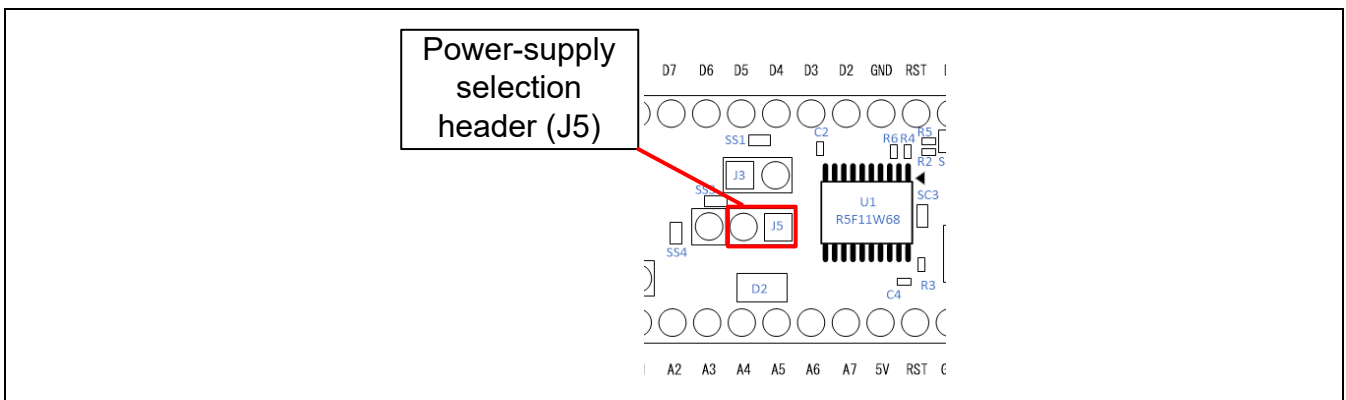 Power-supply
selection
header (J5)
D7 D6 D5 D4 D3 D2 GND RST
SS1 C2 R6 R4 R5
R2 S
J3
SS3 U1 SC3
R5F11W68
J5
SS4
D2 C4 R3
A2 A3 A4 A5 A6 A7 5V RST